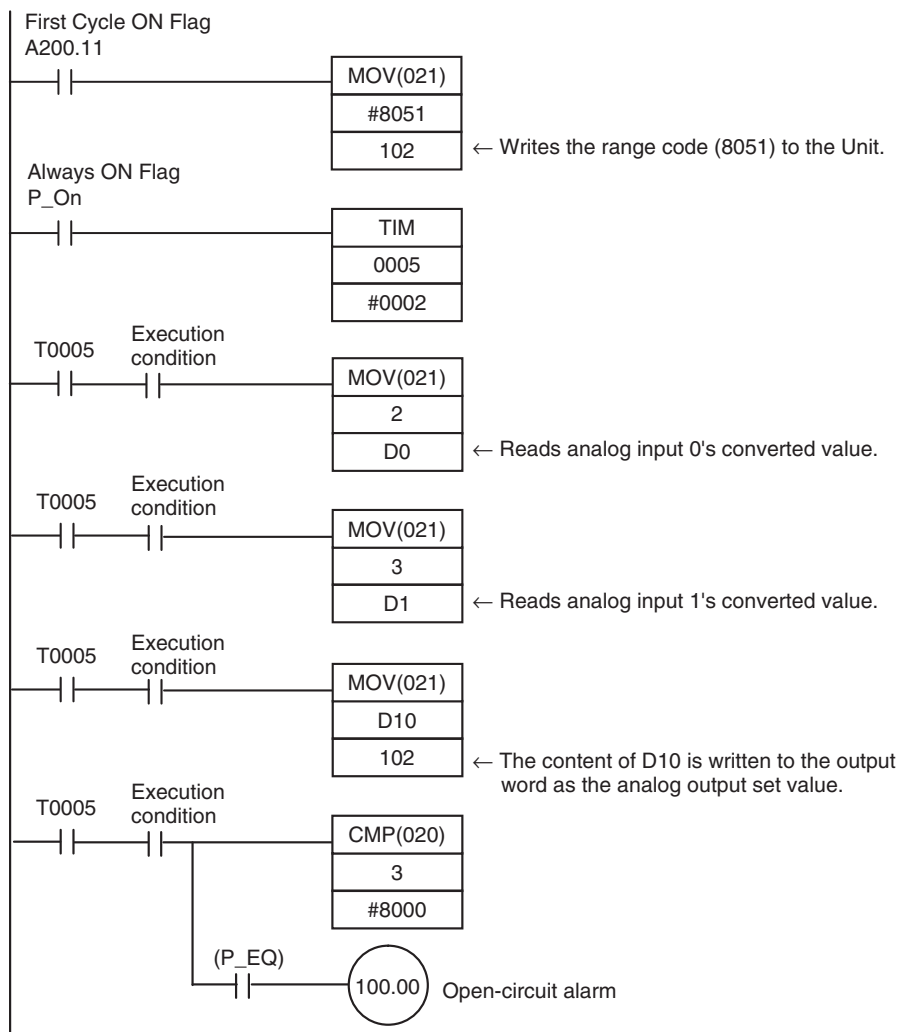 First Cycle ON Flag
A200.11
MOV(021)
#8051
102
← Writes the range code (8051) to the Unit.
Always ON Flag
P_On
TIM
0005
#0002
T0005
Execution
condition
MOV(021)
2
D0
← Reads analog input 0's converted value.
T0005
Execution
condition
MOV(021)
3
D1
← Reads analog input 1's converted value.
T0005
Execution
condition
MOV(021)
D10
102
← The content of D10 is written to the output
word as the analog output set value.
T0005
Execution
condition
CMP(020)
3
#8000
(P_EQ)
100.00
Open-circuit alarm